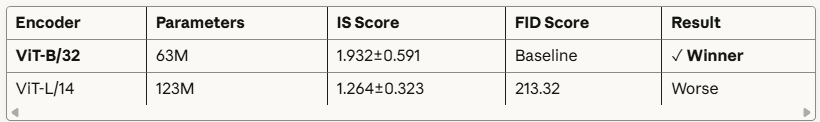 Encoder Parameters IS Score FID Score Result
ViT-B/32 63M 1.932±0.591 Baseline ✓ Winner
ViT-L/14 123M 1.264±0.323 213.32 Worse